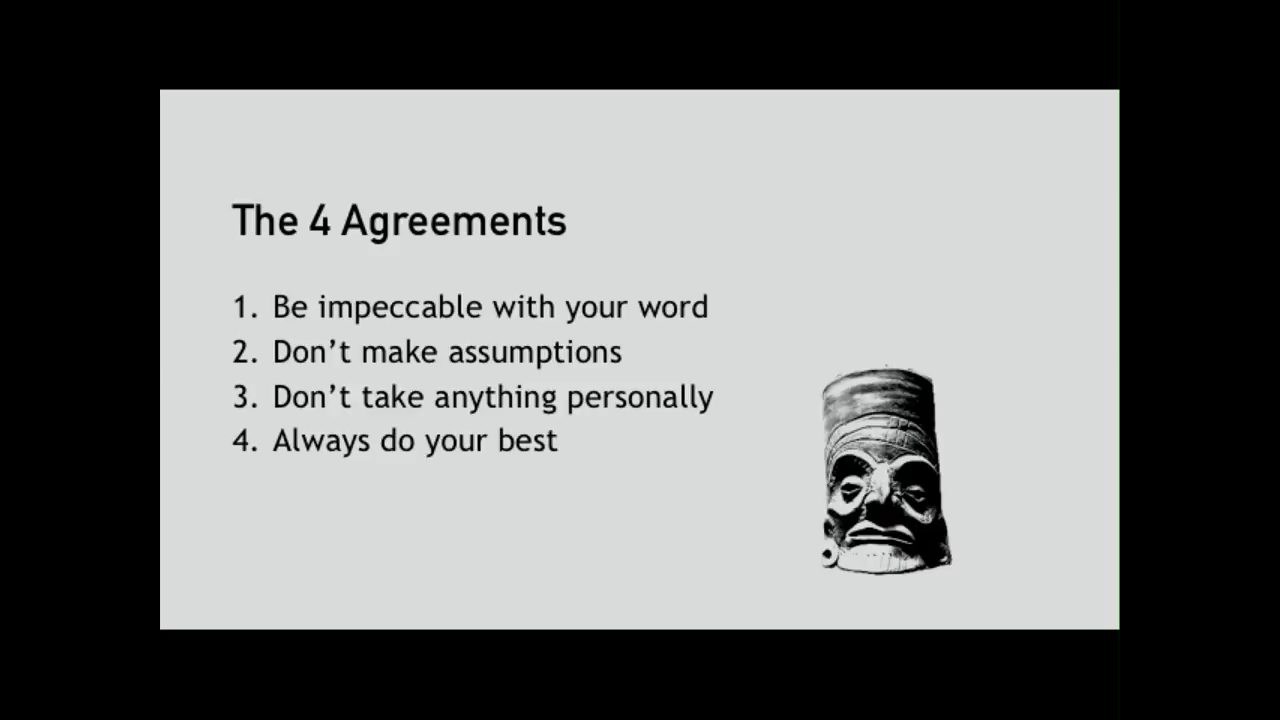 The 4 Agreements
1. Be impeccable with your word
2. Don’t make assumptions
3. Don’t take anything personally
4. Always do your best